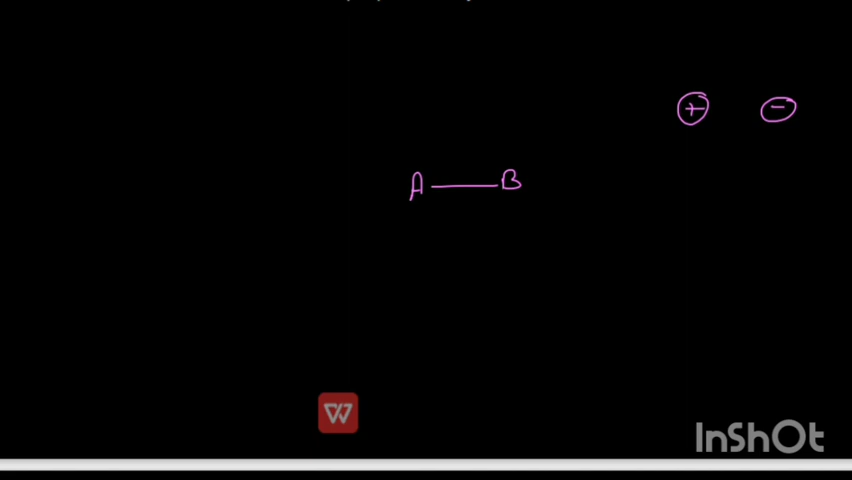 + -
A — B
W
InShOt